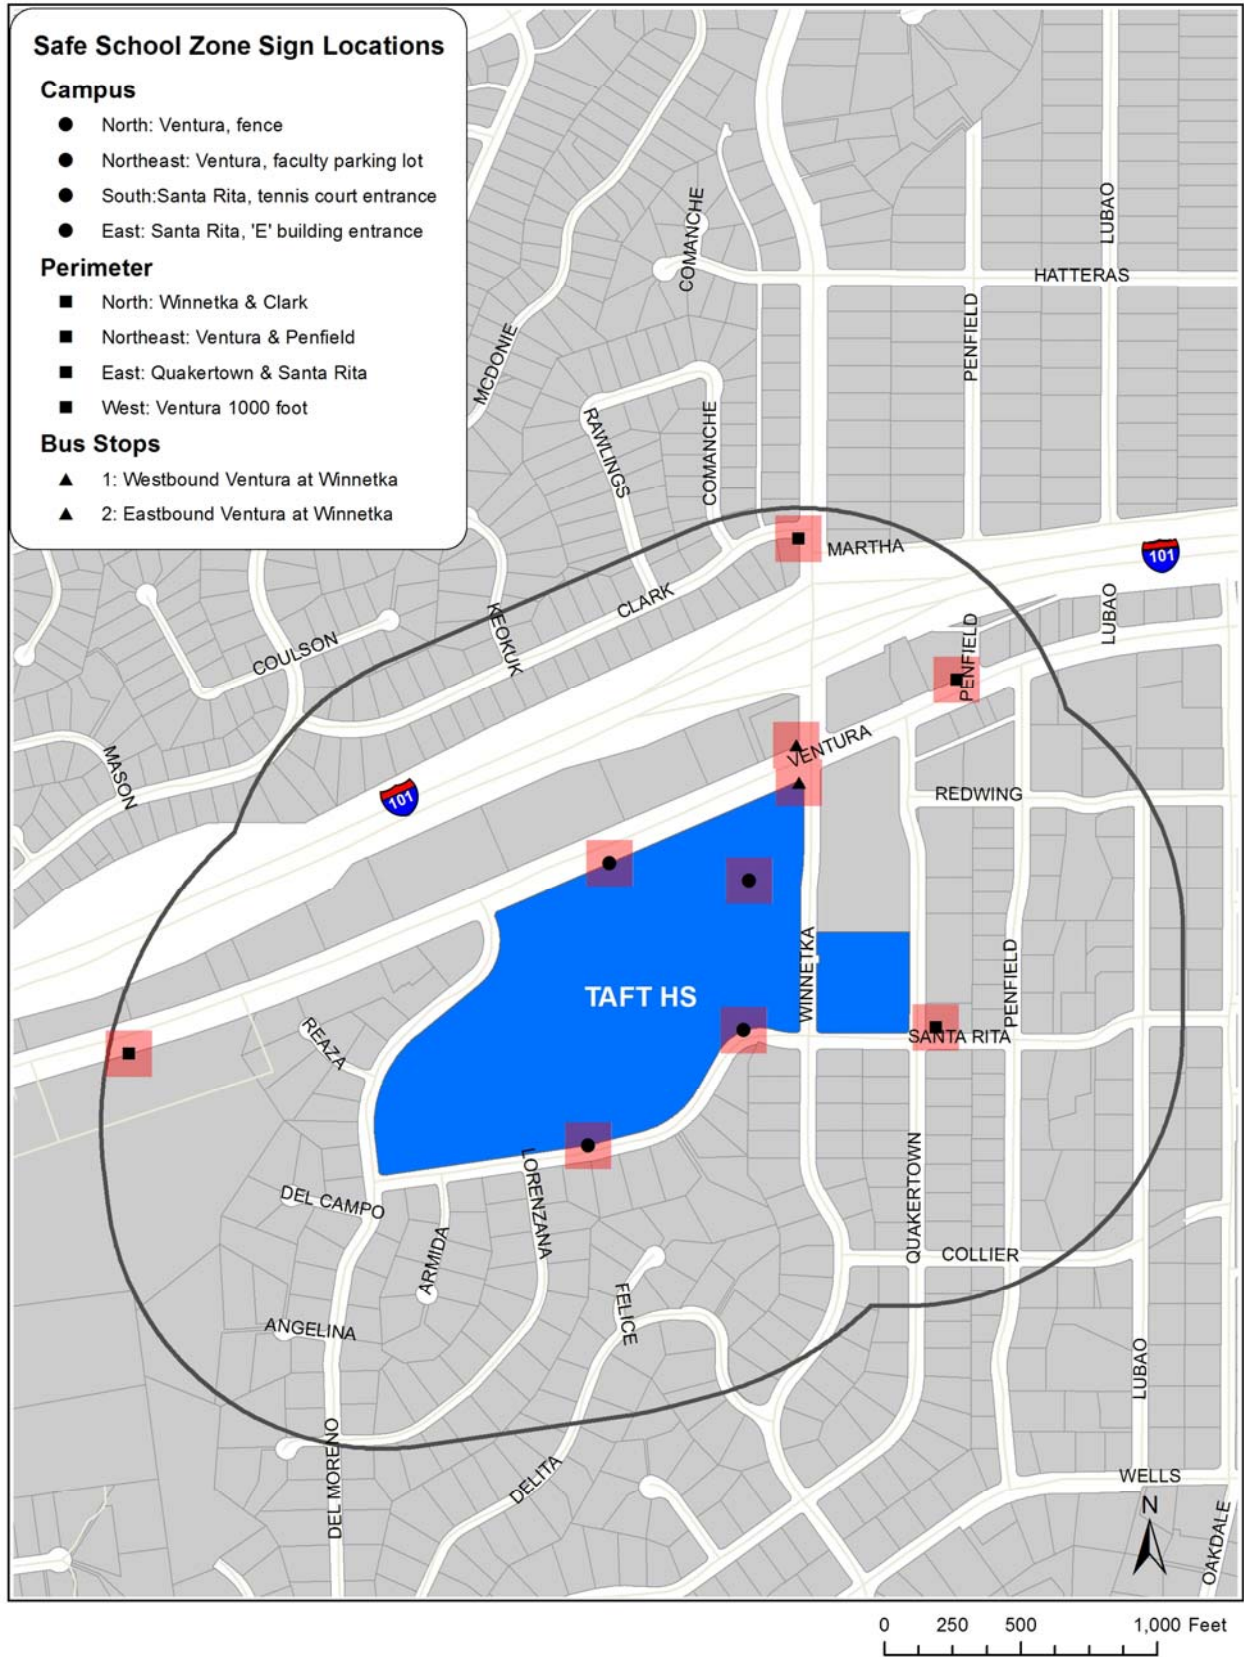 Safe School Zone Sign Locations
Campus
North: Ventura, fence
Northeast: Ventura, faculty parking lot
South:Santa Rita, tennis court entrance
East: Santa Rita, 'E' building entrance
Perimeter
North: Winnetka & Clark
Northeast: Ventura & Penfield
East: Quakertown & Santa Rita
West: Ventura 1000 foot
Bus Stops
1: Westbound Ventura at Winnetka
2: Eastbound Ventura at Winnetka
COMANCHE
LUBAO
HATTERAS
PENFIELD
MCDONIE
RAWLINGS
COMANCHE
MARTHA
101
CLARK
KEOKUK
COULSON
LUBAO
PENFIELD
MASON
VENTURA
101
REDWING
WINNETKA
PENFIELD
TAFT HS
REAZA
SANTA RITA
LORENZANA
QUAKERTOWN
DEL CAMPO
ARMIDA
COLLIER
FELICE
ANGELINA
LUBAO
DEL MORENO
DELITA
WELLS
N
OAKDALE
0 250 500 1,000 Feet